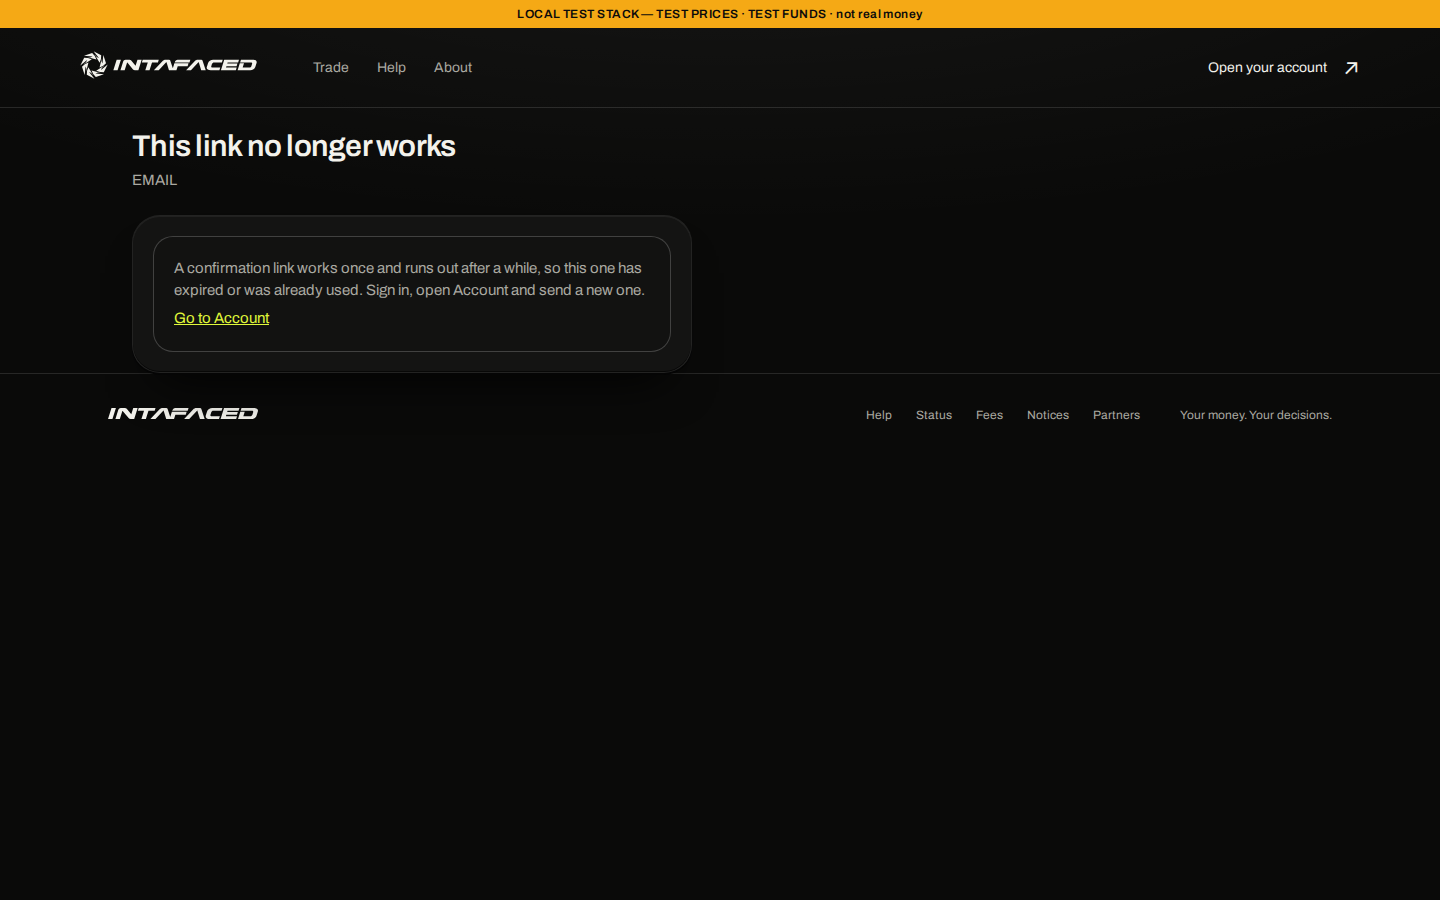 LOCAL TEST STACK — TEST PRICES · TEST FUNDS · not real money
INTAFACED
Trade Help About
Open your account
This link no longer works
EMAIL
A confirmation link works once and runs out after a while, so this one has
expired or was already used. Sign in, open Account and send a new one.
Go to Account
INTAFACED
Help Status Fees Notices Partners
Your money. Your decisions.